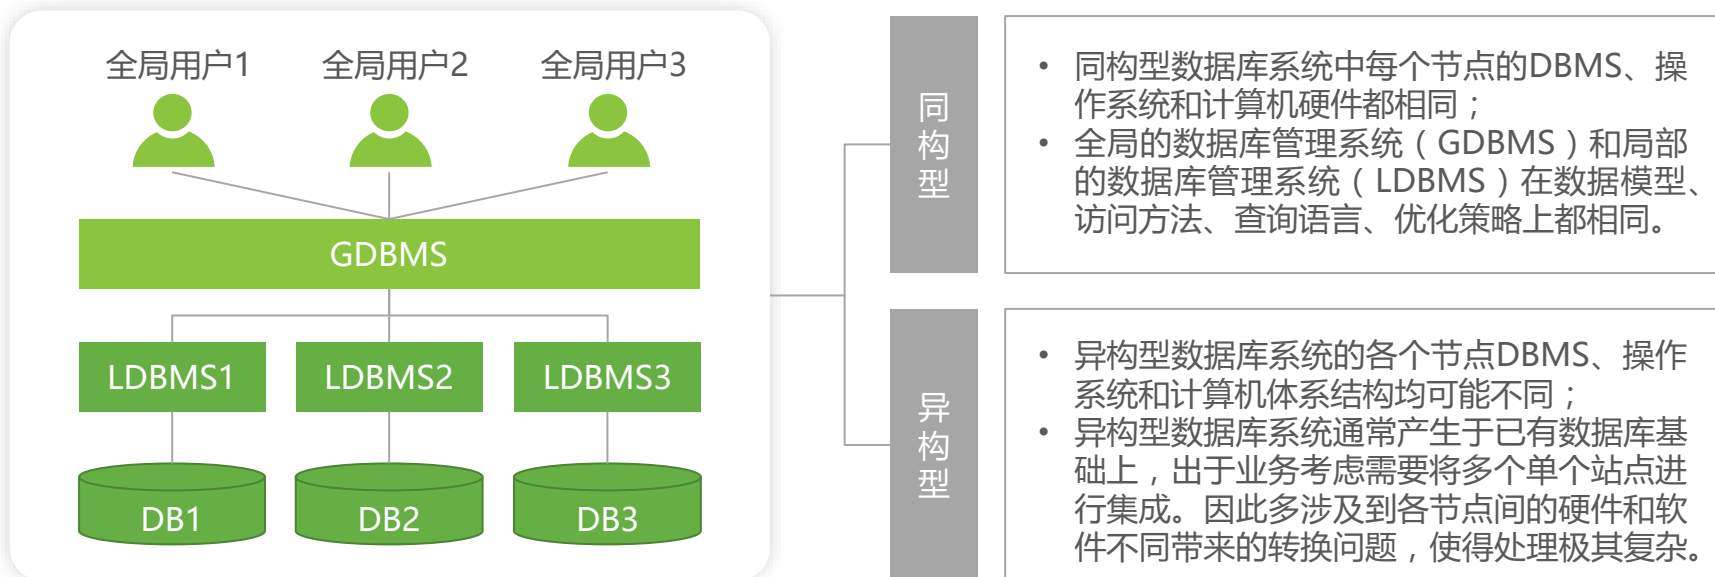 全局用户1
全局用户2
全局用户3
GDBMS
LDBMS1
LDBMS2
LDBMS3
DB1
DB2
DB3
同
构
型
• 同构型数据库系统中每个节点的DBMS、操
作系统和计算机硬件都相同；
• 全局的数据库管理系统（GDBMS）和局部
的数据库管理系统（LDBMS）在数据模型、
访问方法、查询语言、优化策略上都相同。
异
构
型
• 异构型数据库系统的各个节点DBMS、操作
系统和计算机体系结构均可能不同；
• 异构型数据库系统通常产生于已有数据库基
础上，出于业务考虑需要将多个单个站点进
行集成。因此多涉及到各节点间的硬件和软
件不同带来的转换问题，使得处理极其复杂。